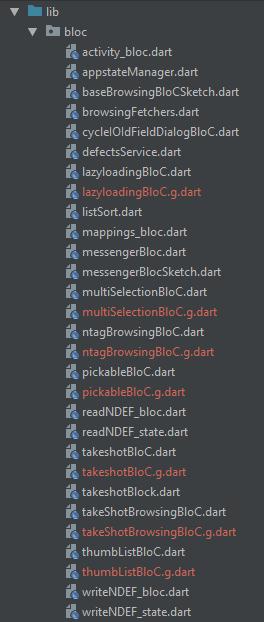 lib
bloc
activity_bloc.dart
appstateManager.dart
baseBrowsingBloCSketch.dart
browsingFetchers.dart
cyclelOldFieldDialogBloC.dart
defectsService.dart
lazyloadingBloC.dart
lazyloadingBloC.g.dart
listSort.dart
mappings_bloc.dart
messengerBloc.dart
messengerBlocSketch.dart
multiSelectionBloC.dart
multiSelectionBloC.g.dart
ntagBrowsingBloC.dart
ntagBrowsingBloC.g.dart
pickableBloC.dart
pickableBloC.g.dart
readNDEF_bloc.dart
readNDEF_state.dart
takeshotBloC.dart
takeshotBloC.g.dart
takeshotBlock.dart
takeShotBrowsingBloC.dart
takeShotBrowsingBloC.g.dart
thumbListBloC.dart
thumbListBloC.g.dart
writeNDEF_bloc.dart
writeNDEF_state.dart